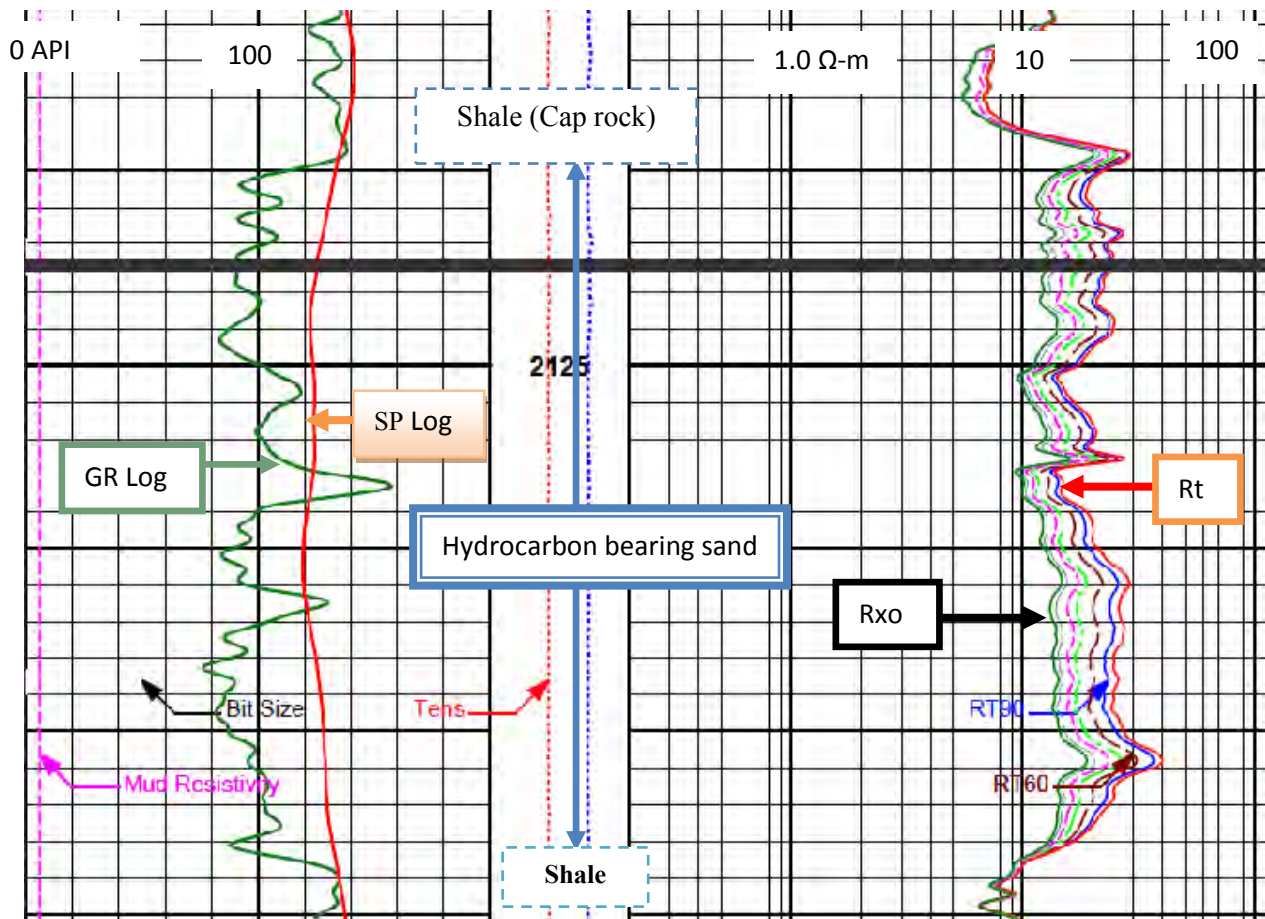 0 API
100
1.0 Ω-m
10
100
Shale (Cap rock)
2125
SP Log
GR Log
Rt
Hydrocarbon bearing sand
Rxo
Bit Size
Tens
RT90
Mud Resistivity
RT60
Shale